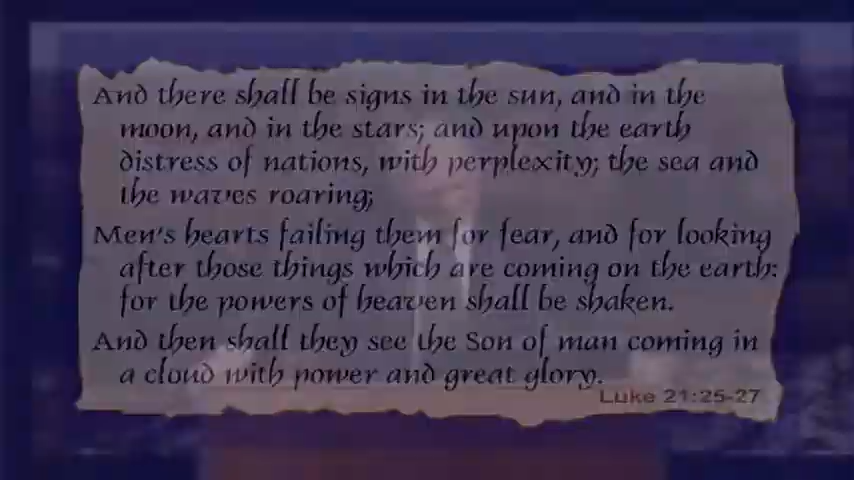 And there shall be signs in the sun, and in the
moon, and in the stars; and upon the earth
distress of nations, with perplexity; the sea and
the waves roaring;
Men's hearts failing them for fear, and for looking
after those things which are coming on the earth:
for the powers of heaven shall be shaken.
And then shall they see the Son of man coming in
a cloud with power and great glory.
Luke 21:25-27